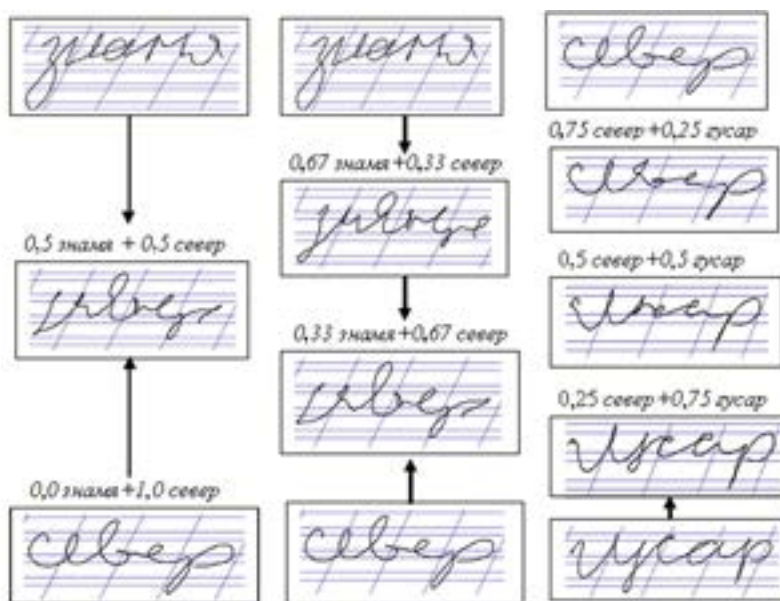 знамя
0,5 знамя + 0,5 север
0,0 знамя+1,0 север
север
знамя
0,67 знамя+0,33 север
0,33 знамя+0,67 север
север
север
0,75 север+0,25 гусар
0,5 север+0,5 гусар
0,25 север+0,75 гусар
гусар